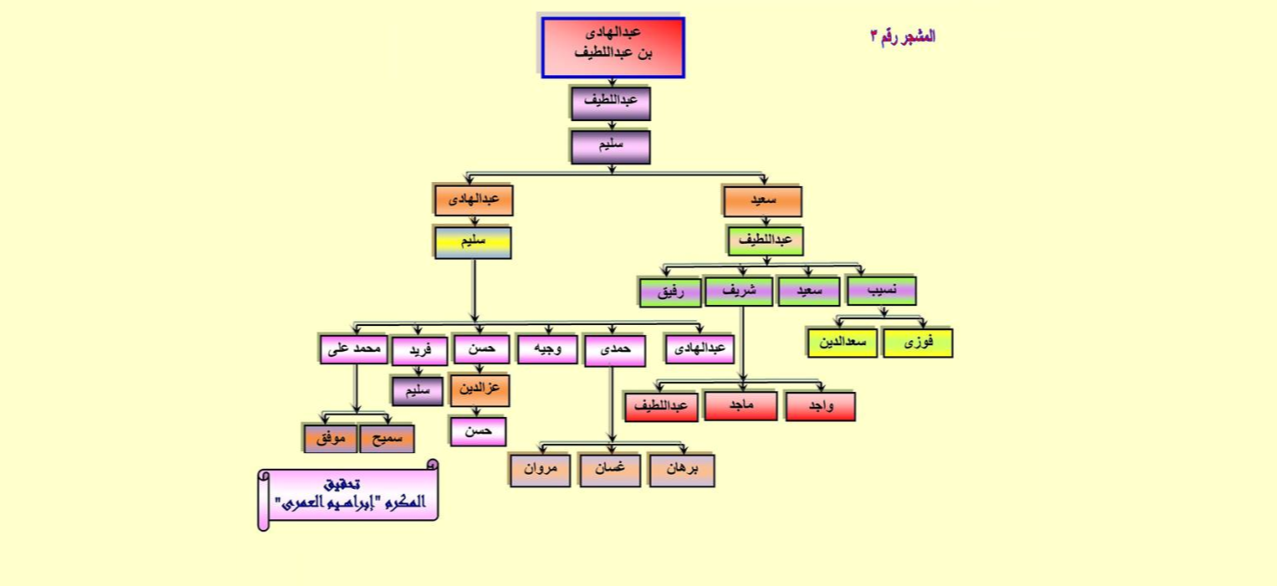 المشجر رقم ٣
عبدالهادى
بن عبداللطيف
عبداللطيف
سليم
سعيد
عبدالهادى
عبداللطيف
سليم
نسيب
سعيد
شريف
رفيق
فوزى
سعدالدين
عبدالهادى
حمدى
وجيه
حسن
فريد
محمد على
عزالدين
سليم
واجد
ماجد
عبداللطيف
حسن
سميح
موفق
برهان
غسان
مروان
تحقيق
المكرم "إبراهيم العمرى"